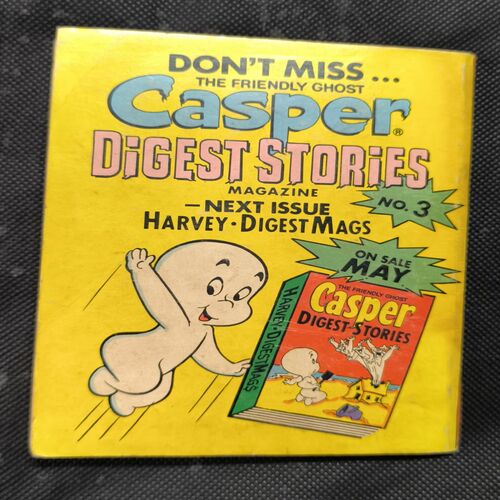 DON'T MISS...
THE FRIENDLY GHOST
Casper®
DiGEST STORiES
MAGAZINE
NO. 3
—NEXT ISSUE
HARVEY·DIGEST MAGS
ON SALE
MAY
THE FRIENDLY GHOST
Casper
DIGEST·STORIES
HARVEY·DIGEST MAGS